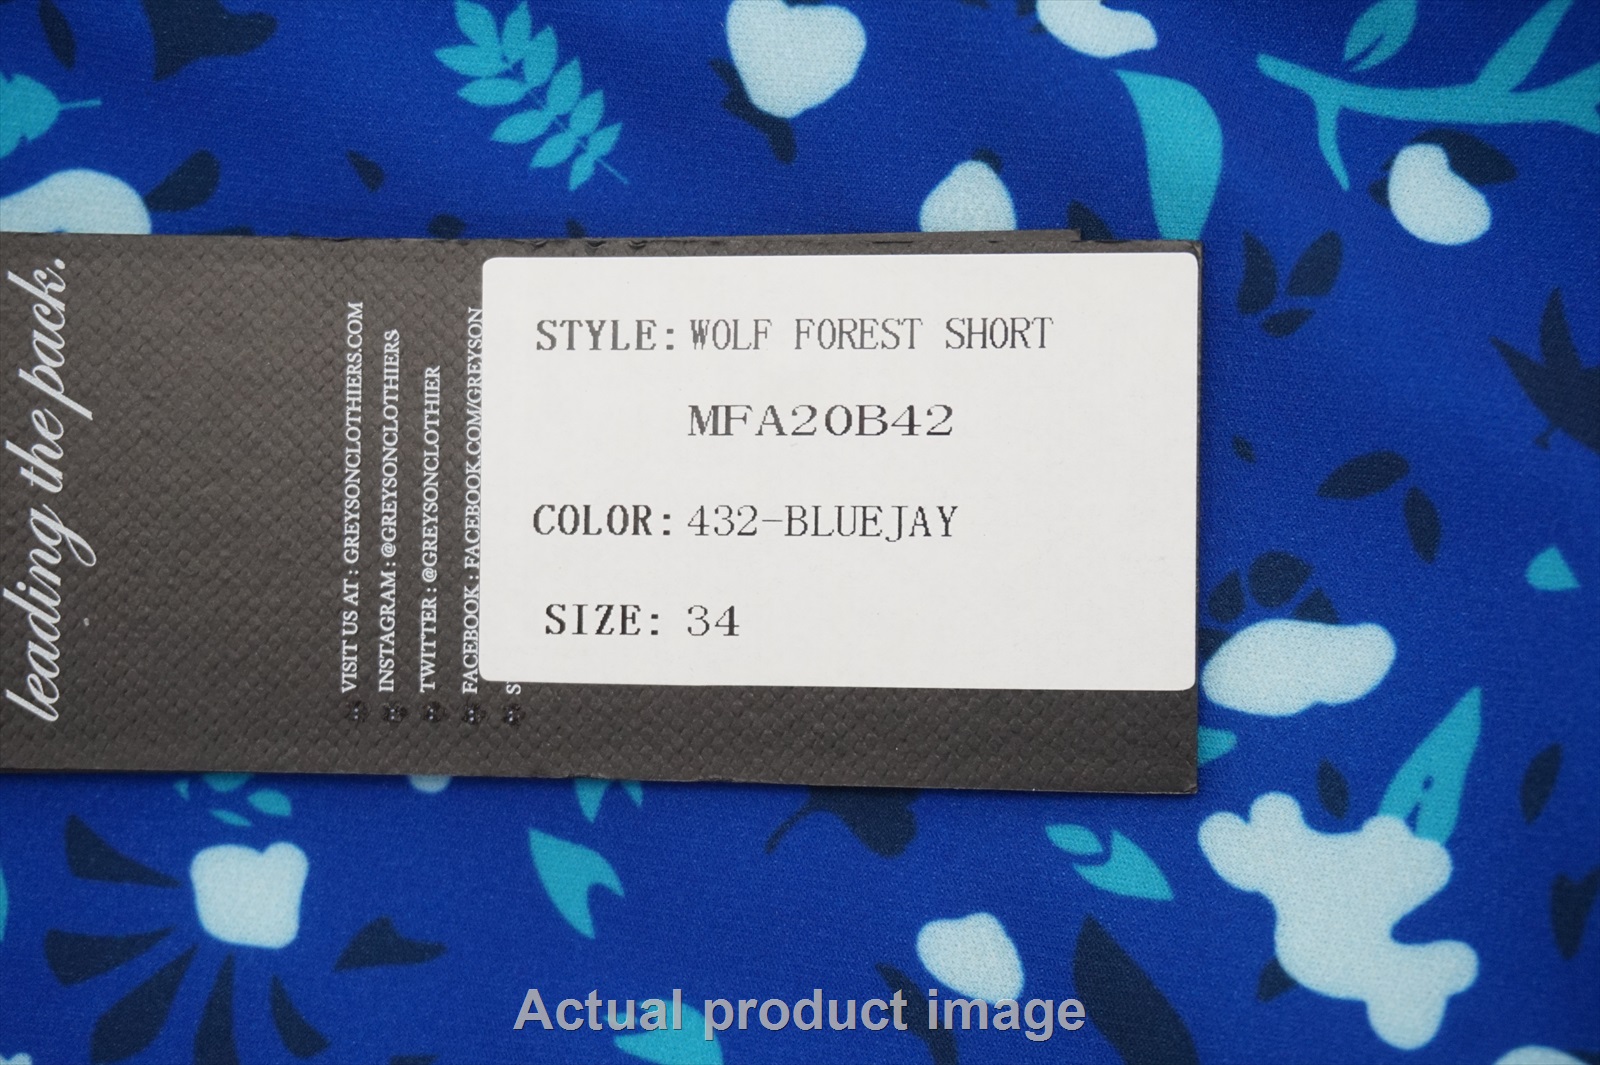 leading the pack.
VISIT US AT : GREYSONCLOTHIERS.COM
INSTAGRAM : @GREYSONCLOTHIERS
TWITTER : @GREYSONCLOTHIER
FACEBOOK : FACEBOOK.COM/GREYSON
S
STYLE: WOLF FOREST SHORT
MFA20B42
COLOR: 432-BLUEJAY
SIZE: 34
Actual product image